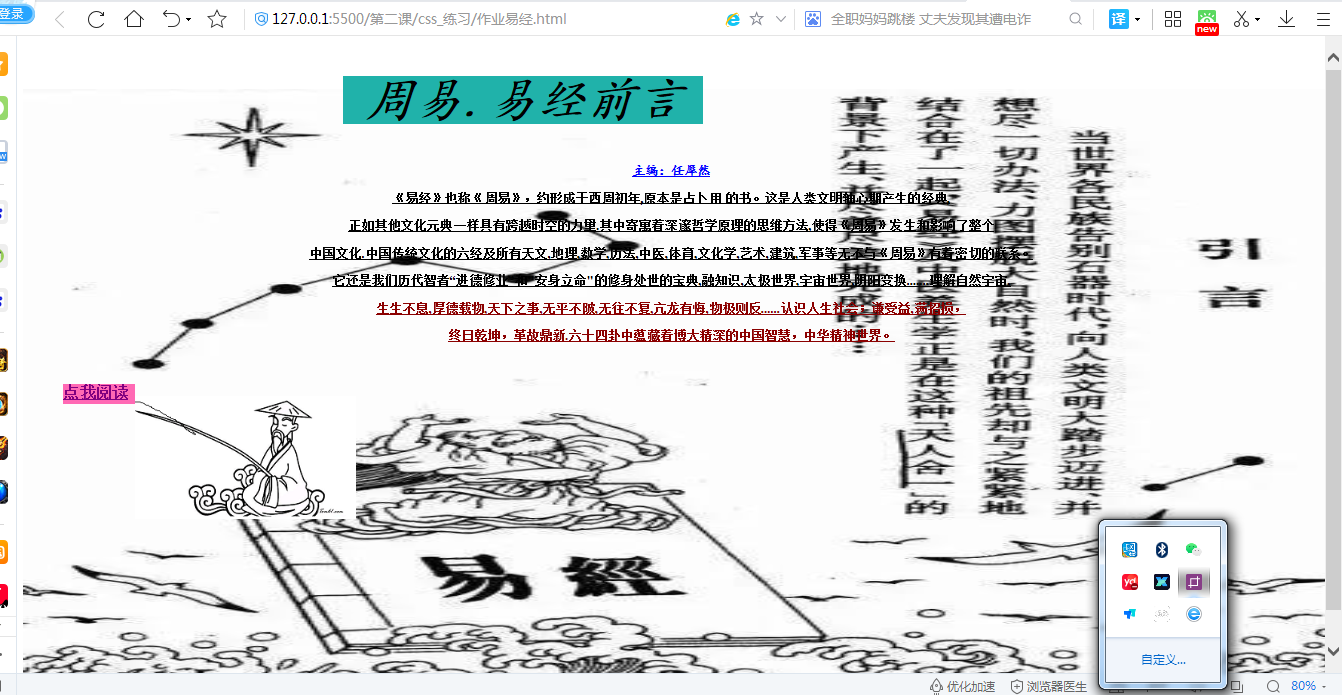 登录
127.0.0.1:5500/第二课/css_练习/作业易经.html
全职妈妈跳楼 丈夫发现其遭电诈
译
new
周易.易经前言
主编：任犀然
《易经》也称《周易》，约形成于西周初年,原本是占卜用的书。这是人类文明轴心期产生的经典,
正如其他文化元典一样具有跨越时空的力里.其中寄寓着深邃哲学原理的思维方法,使得《周易》发生和影响了整个
中国文化.中国传统文化的六经及所有天文,地理,数学,历法,中医,体育,文化学,艺术,建筑,军事等无不与《周易》有着密切的联系。
它还是我们历代智者“进德修业”和“安身立命"的修身处世的宝典,融知识,太极世界,宇宙世界,阴阳变换......理解自然宇宙,
生生不息,厚德载物,天下之事,无平不陂,无往不复,亢龙有悔,物极则反......认识人生社会；谦受益,满招损，
终日乾坤，革故鼎新.六十四卦中蕴藏着博大精深的中国智慧，中华精神世界。
引言
当世界各民族告别石器时代，向人类文明大踏步迈进、并
想尽一切办法、力图摆脱大自然时，我们的祖先却与之紧紧地
结合在了一起，易经中的哲学正是在这种“天人合一”的
背景下产生、
点我阅读
易經
自定义...
优化加速
浏览器医生
80%